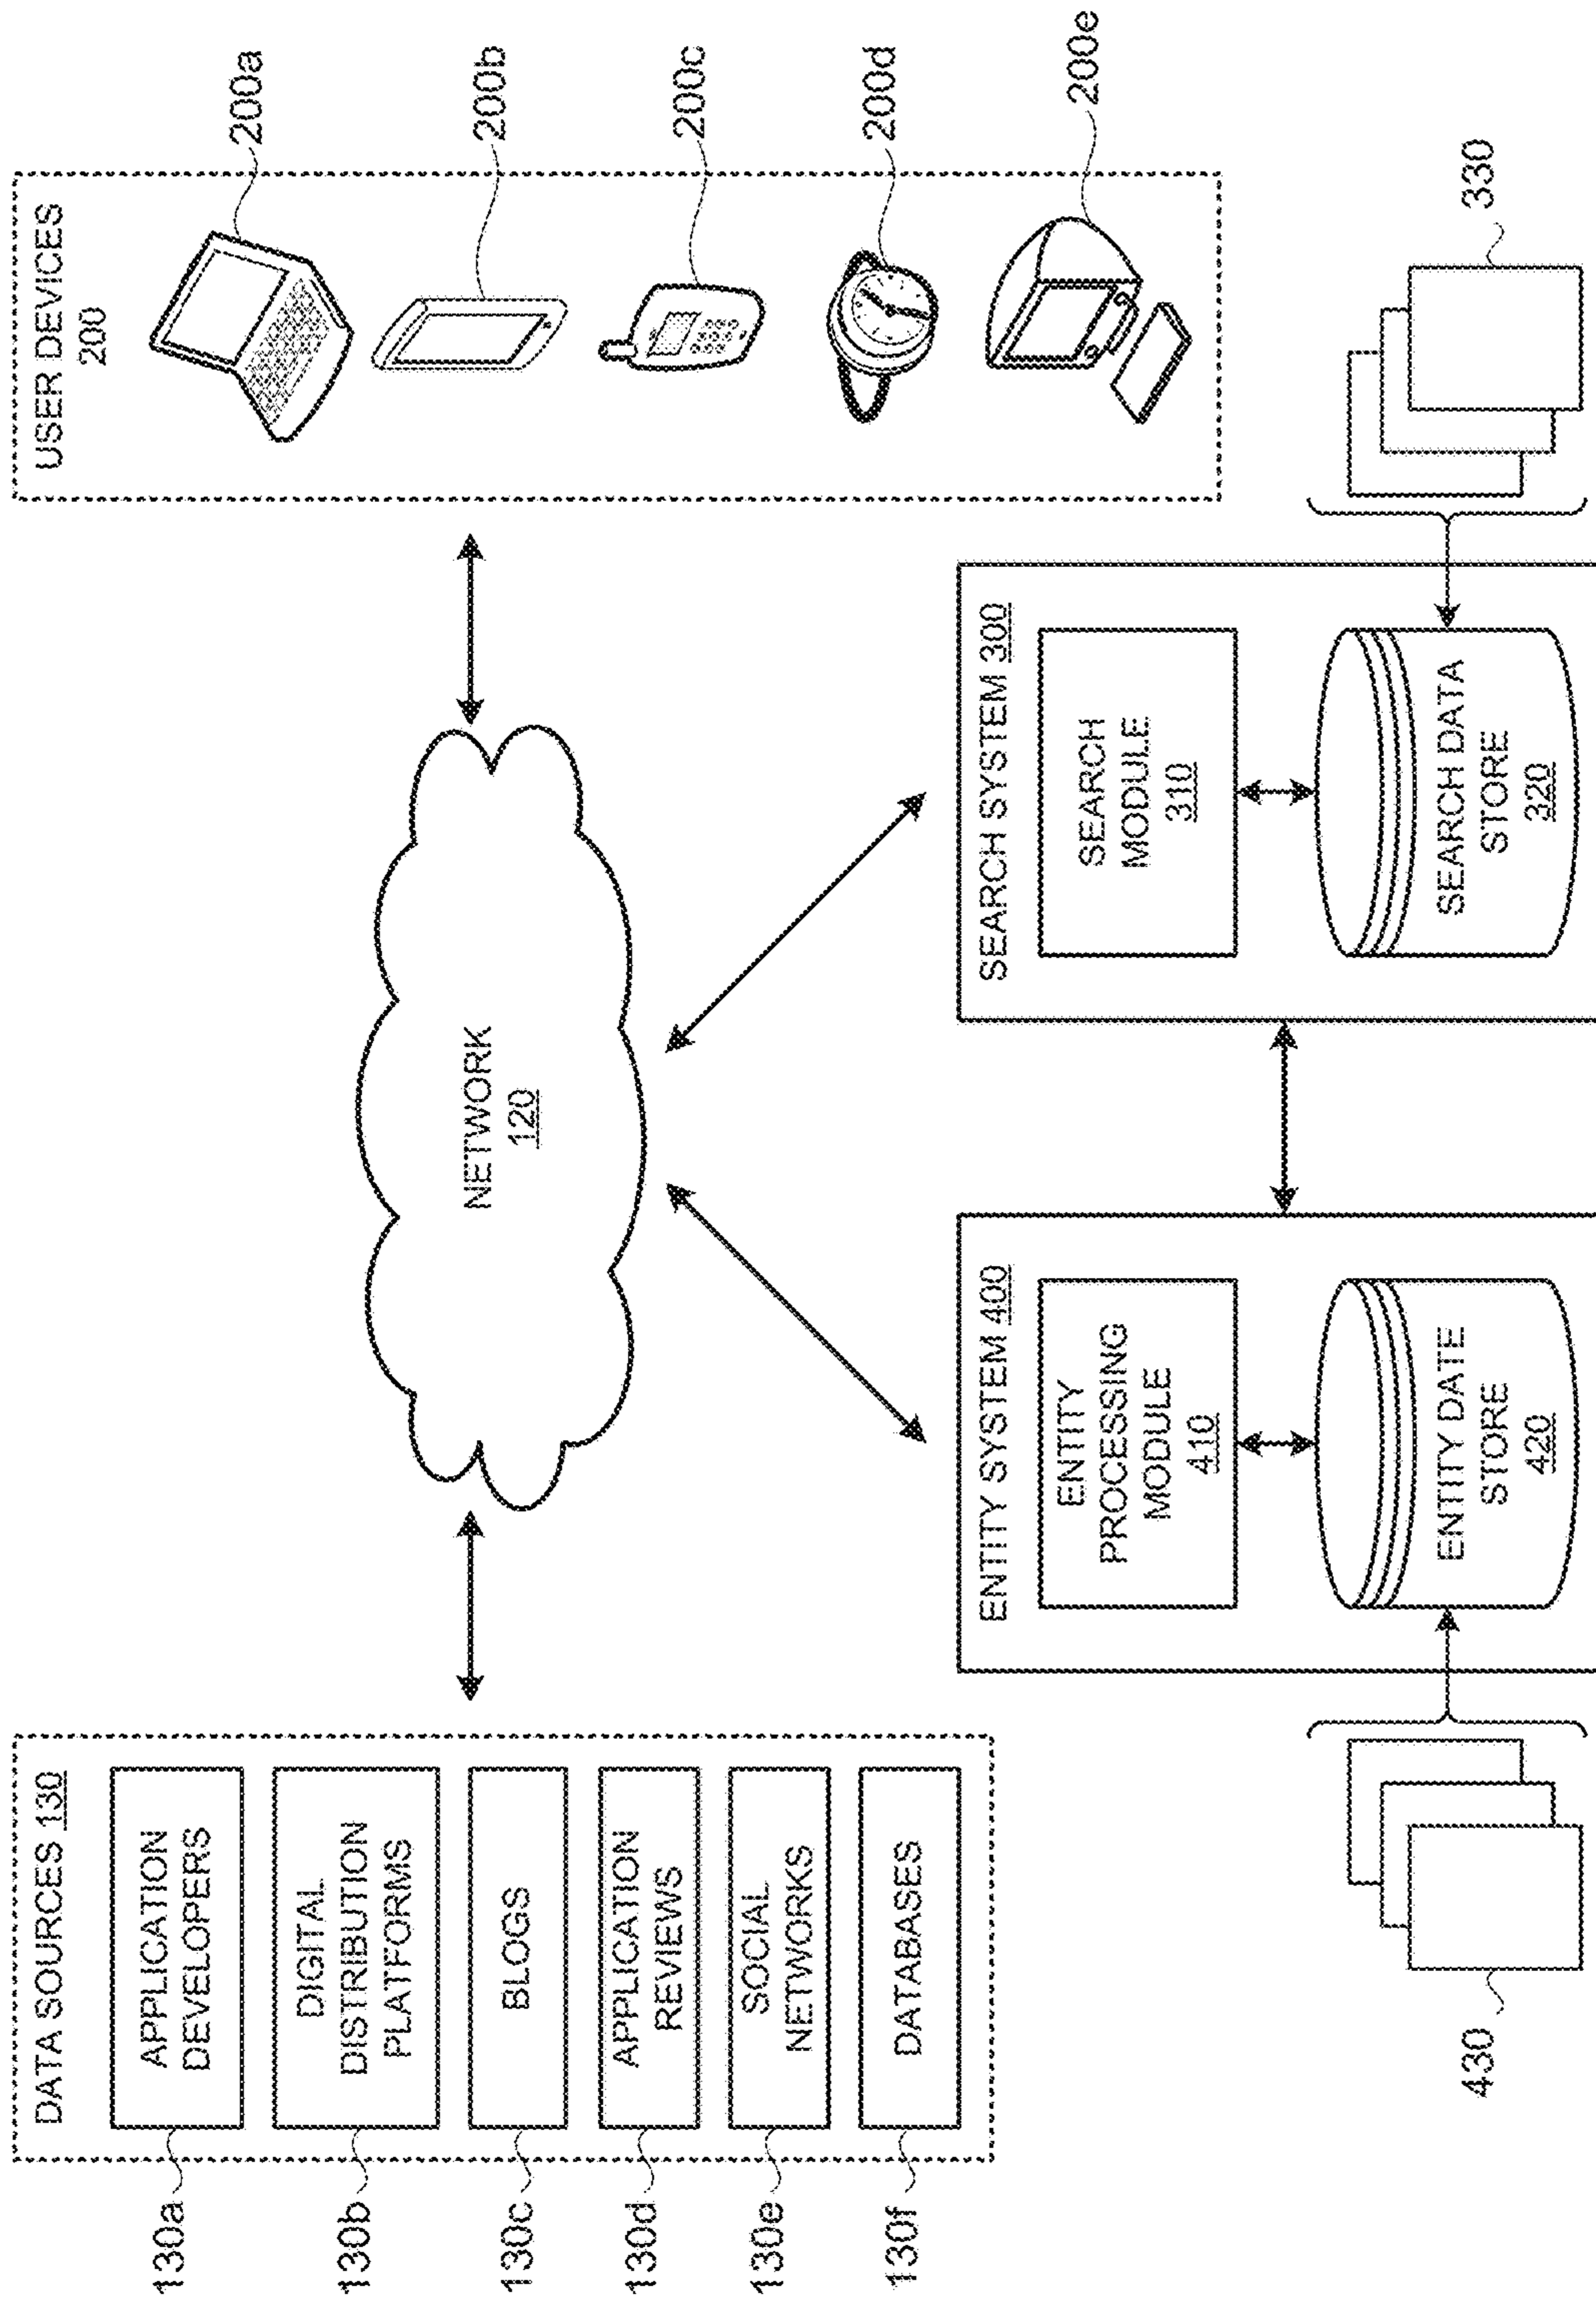 DATA SOURCES 130
130a
APPLICATION
DEVELOPERS
130b
DIGITAL
DISTRIBUTION
PLATFORMS
130c
BLOGS
130d
APPLICATION
REVIEWS
130e
SOCIAL
NETWORKS
130f
DATABASES
NETWORK
120
USER DEVICES
200
200a
200b
200c
200d
200e
ENTITY SYSTEM 400
ENTITY
PROCESSING
MODULE
410
ENTITY DATE
STORE
420
430
SEARCH SYSTEM 300
SEARCH
MODULE
310
SEARCH DATA
STORE
320
330